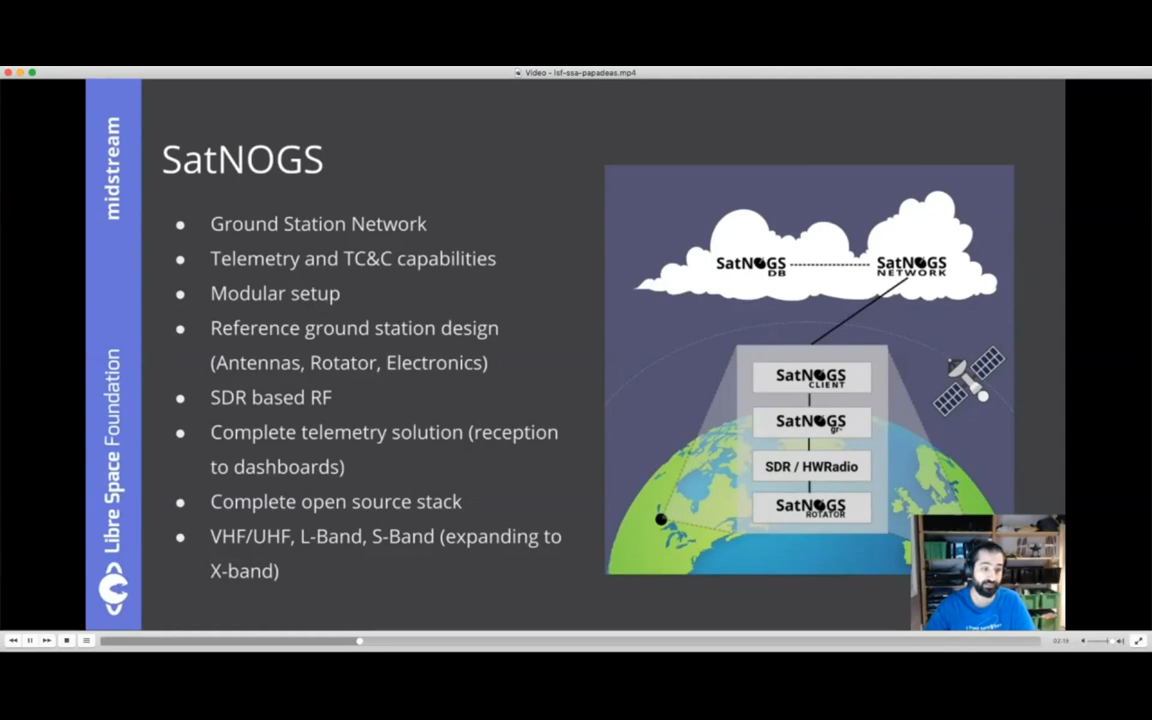 Video - lsf-ssa-papadeas.mp4
midstream
Libre Space Foundation
SatNOGS
● Ground Station Network
● Telemetry and TC&C capabilities
● Modular setup
● Reference ground station design
(Antennas, Rotator, Electronics)
● SDR based RF
● Complete telemetry solution (reception
to dashboards)
● Complete open source stack
● VHF/UHF, L-Band, S-Band (expanding to
X-band)
SatNOGS
DB
SatNOGS
NETWORK
SatNOGS
CLIENT
SatNOGS
gr-
SDR / HWRadio
SatNOGS
ROTATOR